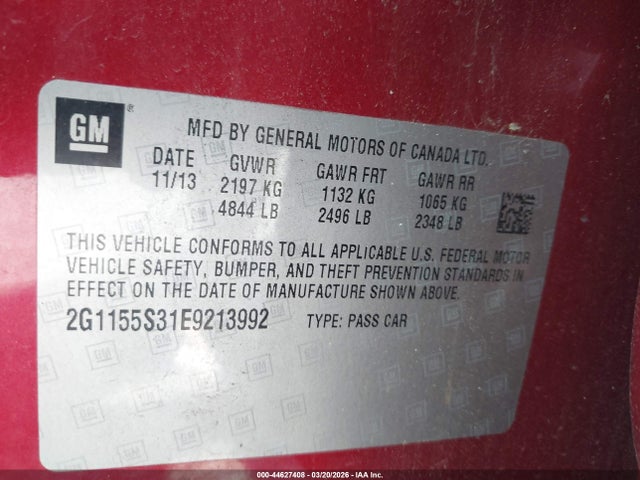 GM ®
MFD BY GENERAL MOTORS OF CANADA LTD.
DATE GVWR GAWR FRT GAWR RR
11/13 2197 KG 1132 KG 1065 KG
4844 LB 2496 LB 2348 LB
THIS VEHICLE CONFORMS TO ALL APPLICABLE U.S. FEDERAL MOTOR
VEHICLE SAFETY, BUMPER, AND THEFT PREVENTION STANDARDS IN
EFFECT ON THE DATE OF MANUFACTURE SHOWN ABOVE.
2G1155S31E9213992 TYPE: PASS CAR
000-44627408 - 03/20/2026 - IAA Inc.